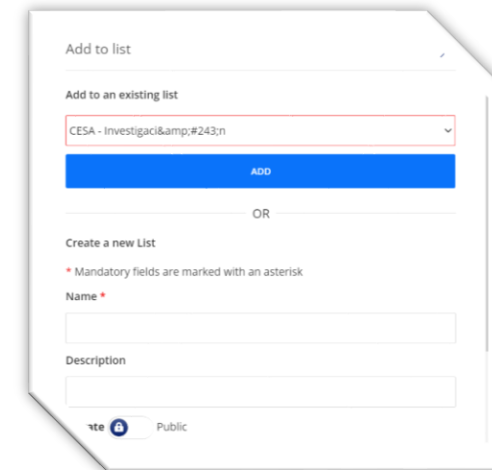 Add to list
Add to an existing list
CESA - Investigaci&amp;#243;n
ADD
OR
Create a new List
* Mandatory fields are marked with an asterisk
Name *
Description
Public